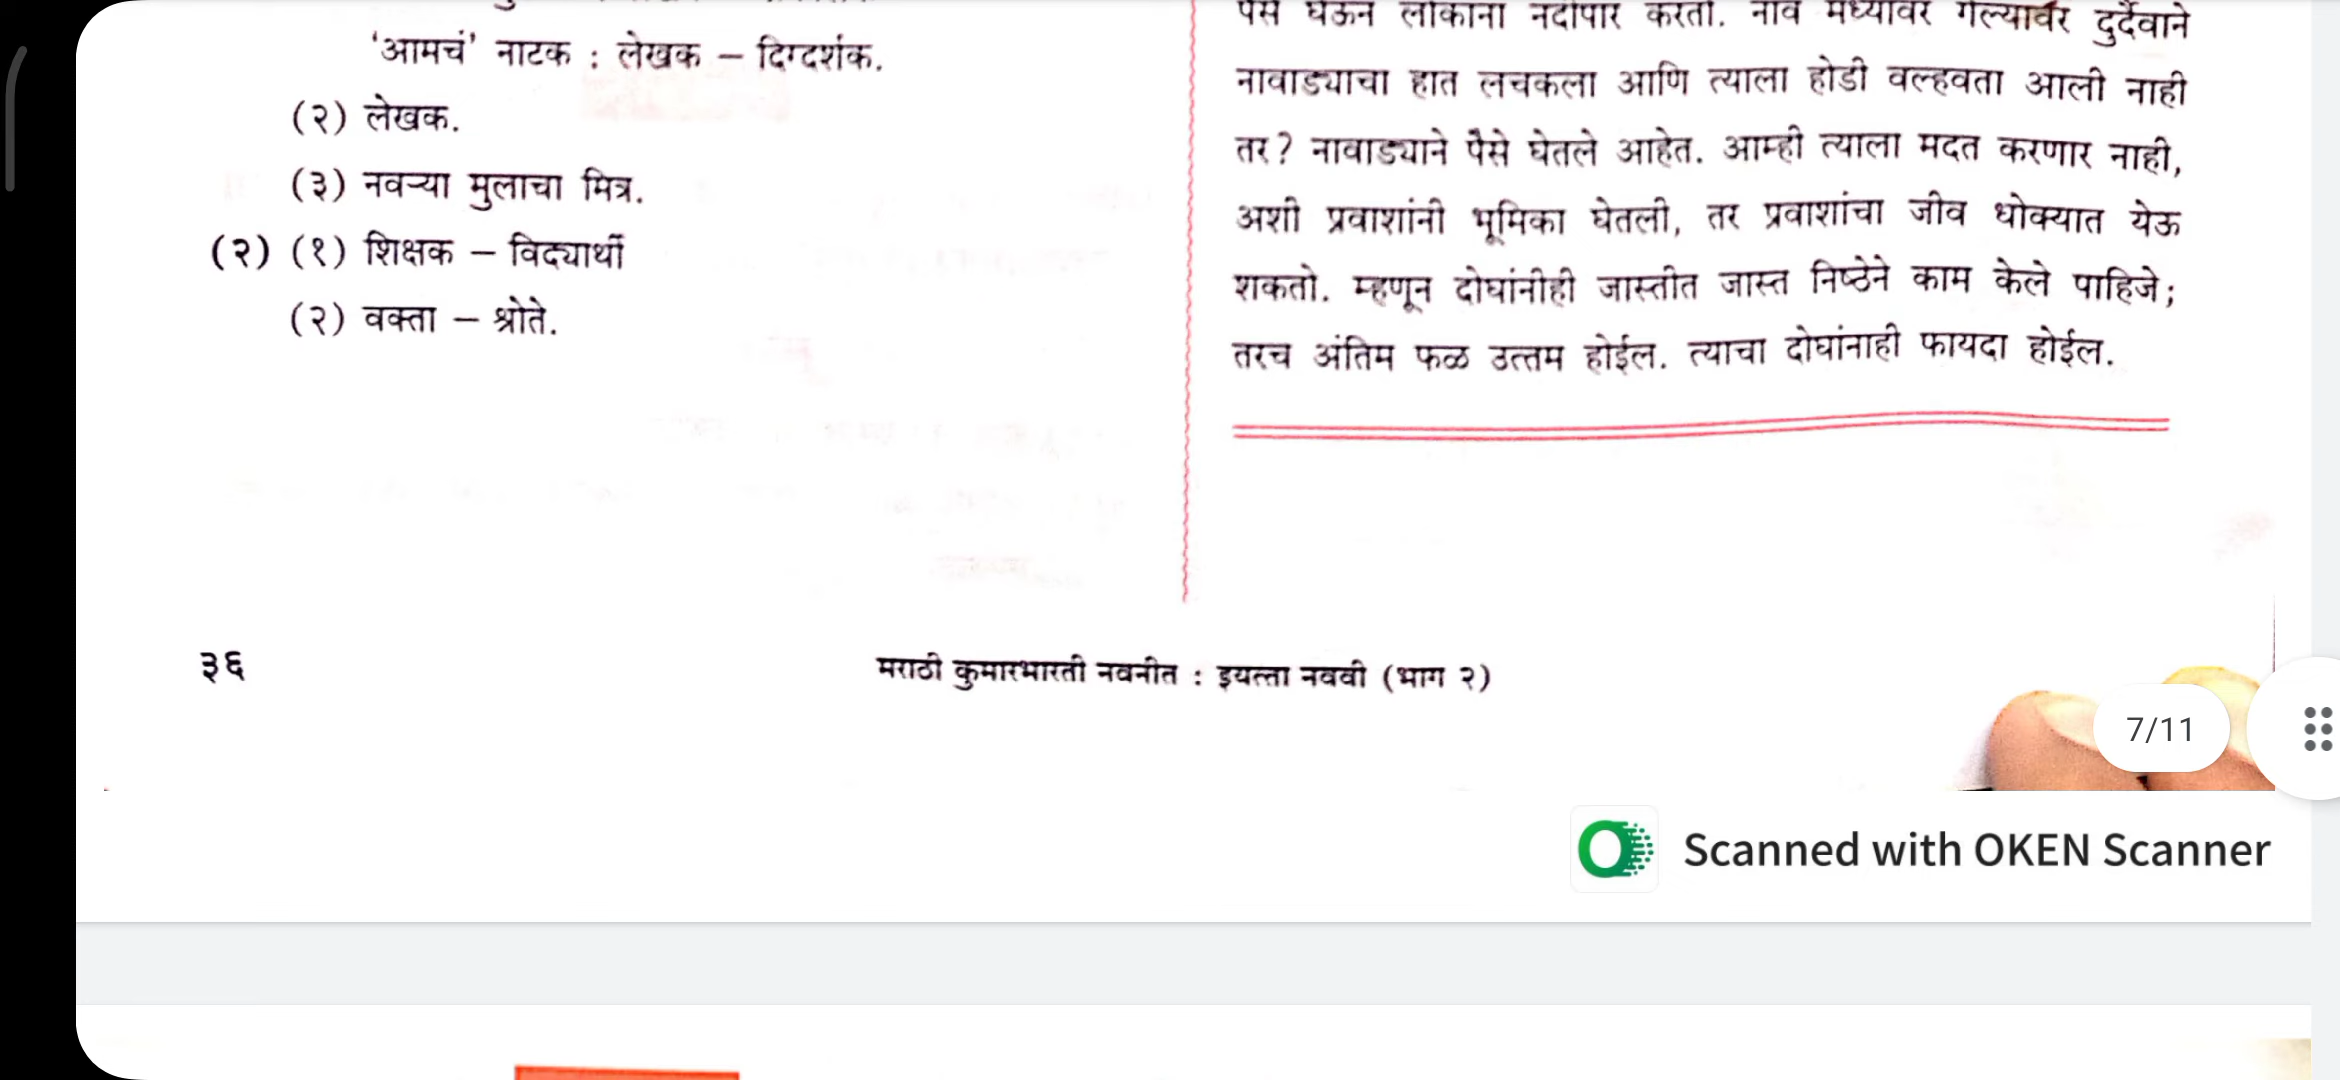 'आमचं' नाटक : लेखक – दिग्दर्शक.
(२) लेखक.
(३) नवऱ्या मुलाचा मित्र.
(२) (१) शिक्षक – विद्यार्थी
(२) वक्ता – श्रोते.
पैसे घेऊन लोकांना नदीपार करतो. नाव मध्यावर गेल्यावर दुर्दैवाने
नावाड्याचा हात लचकला आणि त्याला होडी वल्हवता आली नाही
तर? नावाड्याने पैसे घेतले आहेत. आम्ही त्याला मदत करणार नाही,
अशी प्रवाशांनी भूमिका घेतली, तर प्रवाशांचा जीव धोक्यात येऊ
शकतो. म्हणून दोघांनीही जास्तीत जास्त निष्ठेने काम केले पाहिजे;
तरच अंतिम फळ उत्तम होईल. त्याचा दोघांनाही फायदा होईल.
३६
मराठी कुमारभारती नवनीत : इयत्ता नववी (भाग २)
7/11
Scanned with OKEN Scanner